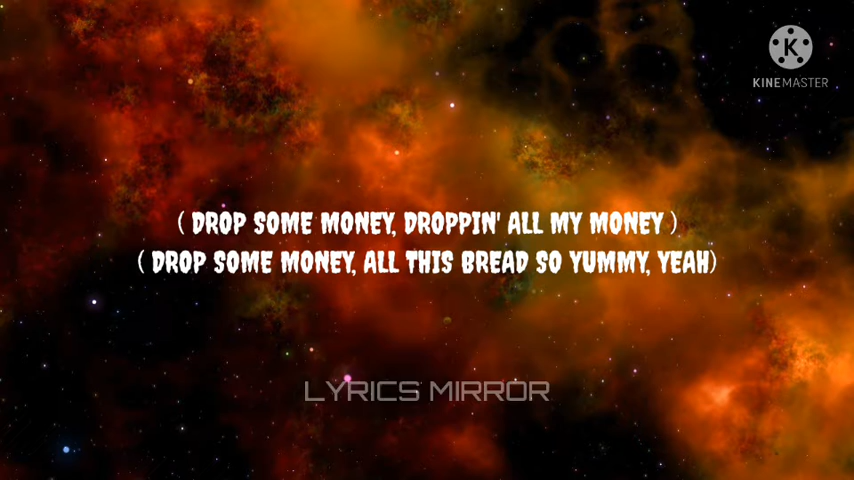 KINEMASTER
( DROP SOME MONEY, DROPPIN' ALL MY MONEY )
( DROP SOME MONEY, ALL THIS BREAD SO YUMMY, YEAH)
LYRICS MIRROR